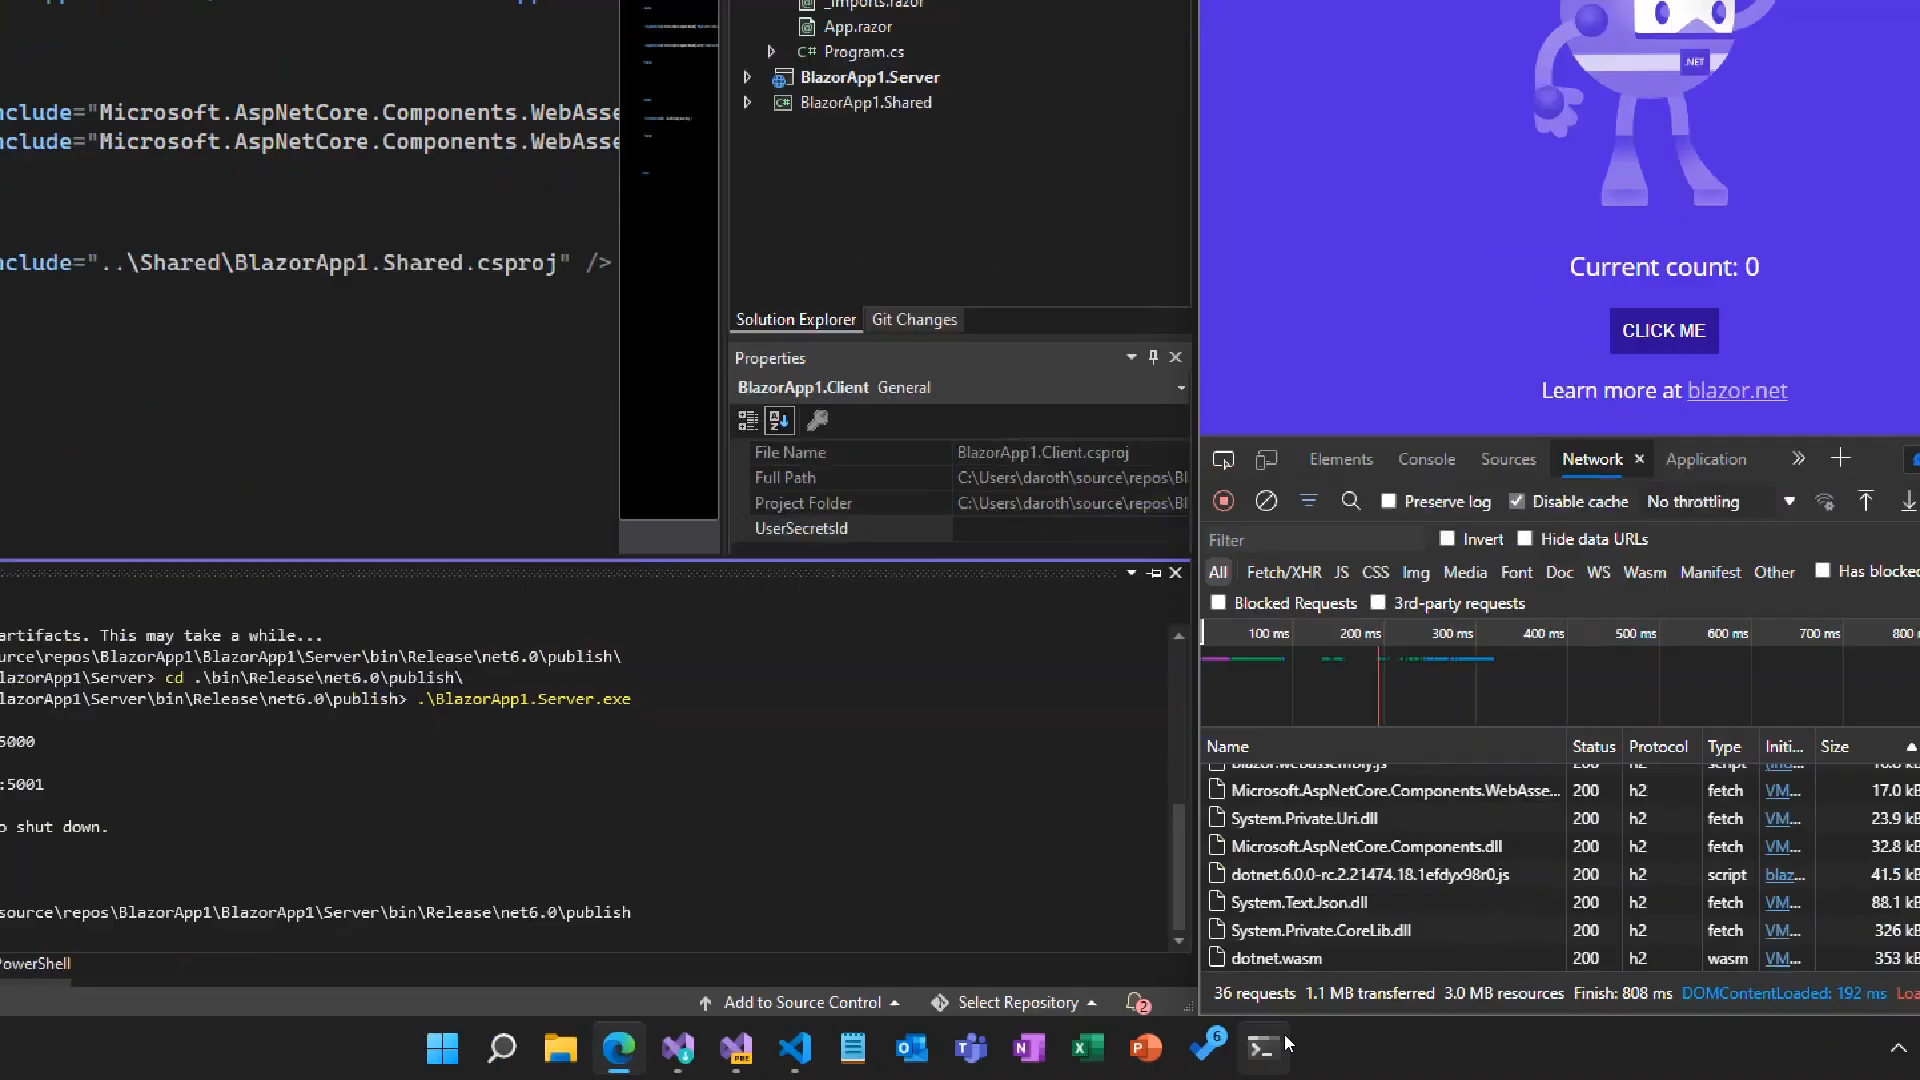 _Imports.razor
App.razor
C# Program.cs
BlazorApp1.Server
C# BlazorApp1.Shared
nclude="Microsoft.AspNetCore.Components.WebAsse
nclude="Microsoft.AspNetCore.Components.WebAsse
nclude="..\Shared\BlazorApp1.Shared.csproj" />
Solution Explorer Git Changes
Properties
BlazorApp1.Client General
File Name BlazorApp1.Client.csproj
Full Path C:\Users\daroth\source\repos\Bl
Project Folder C:\Users\daroth\source\repos\Bl
UserSecretsId
artifacts. This may take a while...
urce\repos\BlazorApp1\BlazorApp1\Server\bin\Release\net6.0\publish\
lazorApp1\Server> cd .\bin\Release\net6.0\publish\
lazorApp1\Server\bin\Release\net6.0\publish> .\BlazorApp1.Server.exe
5000
:5001
o shut down.
source\repos\BlazorApp1\BlazorApp1\Server\bin\Release\net6.0\publish
PowerShell
Add to Source Control Select Repository 2
.NET
Current count: 0
CLICK ME
Learn more at blazor.net
Elements Console Sources Network Application
Preserve log Disable cache No throttling
Filter Invert Hide data URLs
All Fetch/XHR JS CSS Img Media Font Doc WS Wasm Manifest Other Has blocked
Blocked Requests 3rd-party requests
100 ms 200 ms 300 ms 400 ms 500 ms 600 ms 700 ms 800
Name Status Protocol Type Initi... Size
blazor.webassembly.js 200 h2 script
Microsoft.AspNetCore.Components.WebAsse... 200 h2 fetch VM... 17.0 kB
System.Private.Uri.dll 200 h2 fetch VM... 23.9 kB
Microsoft.AspNetCore.Components.dll 200 h2 fetch VM... 32.8 kB
dotnet.6.0.0-rc.2.21474.18.1efdyx98r0.js 200 h2 script blaz... 41.5 kB
System.Text.Json.dll 200 h2 fetch VM... 88.1 kB
System.Private.CoreLib.dll 200 h2 fetch VM... 326 kB
dotnet.wasm 200 h2 wasm VM... 353 kB
36 requests 1.1 MB transferred 3.0 MB resources Finish: 808 ms DOMContentLoaded: 192 ms Loa
PRE
6